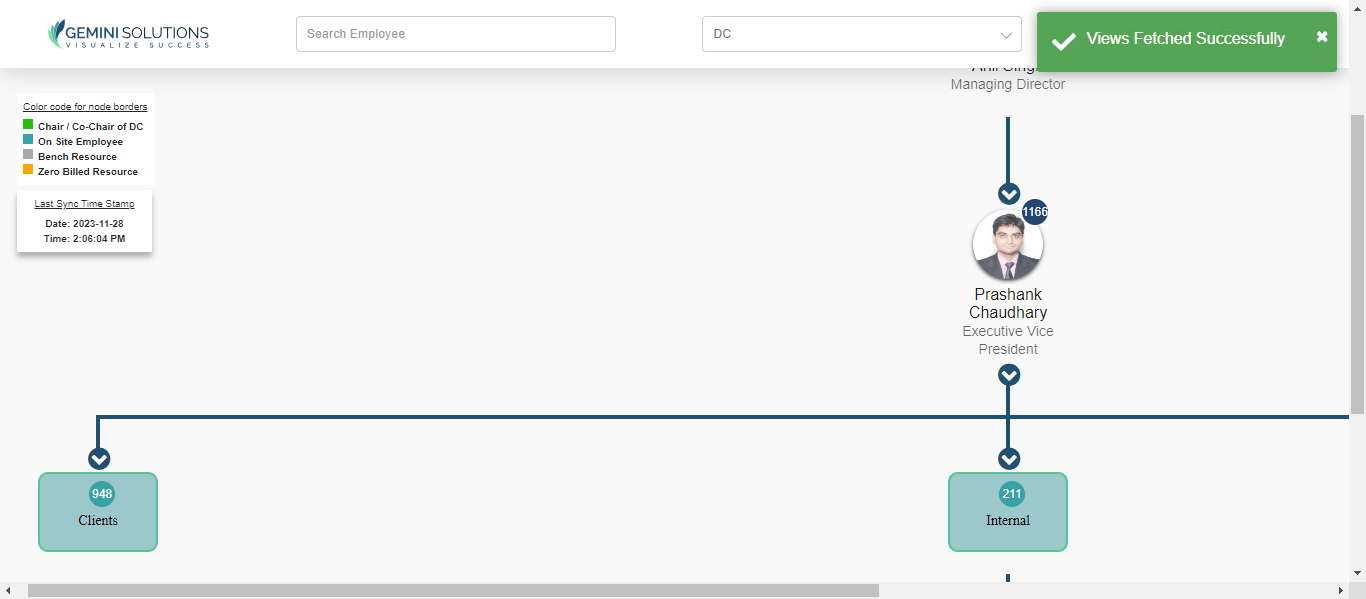 GEMINI SOLUTIONS
VISUALIZE SUCCESS
Search Employee
DC
Views Fetched Successfully
Managing Director
Color code for node borders
Chair / Co-Chair of DC
On Site Employee
Bench Resource
Zero Billed Resource
Last Sync Time Stamp
Date: 2023-11-28
Time: 2:06:04 PM
1166
Prashank
Chaudhary
Executive Vice
President
948
Clients
211
Internal